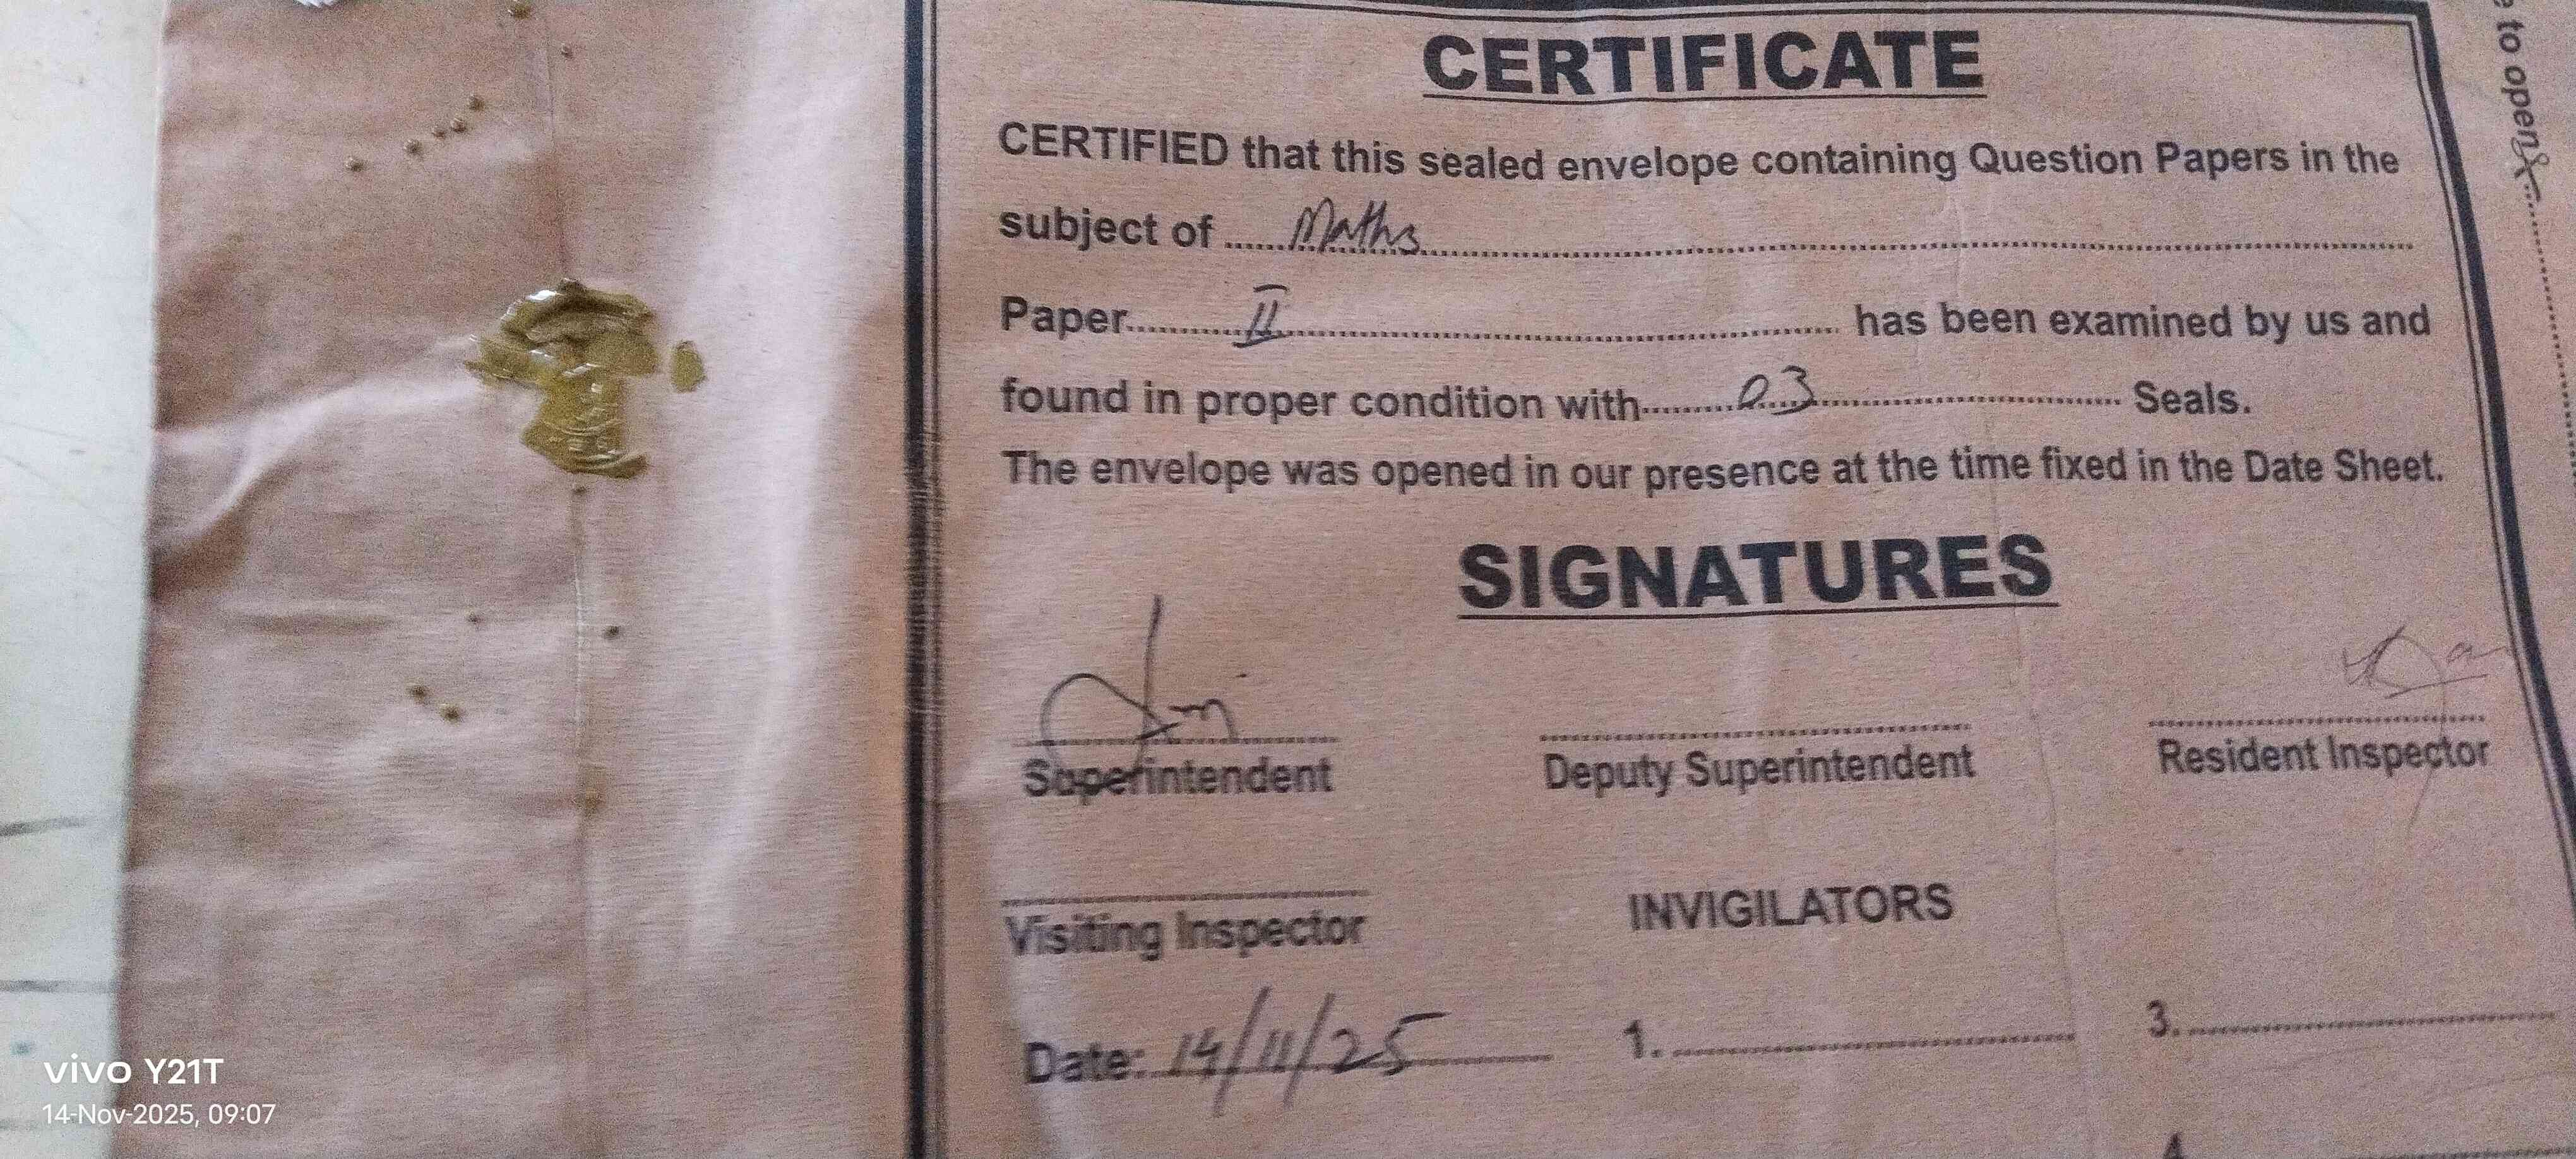 CERTIFICATE
CERTIFIED that this sealed envelope containing Question Papers in the
subject of ...... Maths ......
Paper ...... II ...... has been examined by us and
found in proper condition with ...... 03 ...... Seals.
The envelope was opened in our presence at the time fixed in the Date Sheet.
SIGNATURES
Superintendent
Deputy Superintendent
Resident Inspector
Visiting Inspector
INVIGILATORS
Date: 14/11/25
1.
3.
to open
vivo Y21T
14-Nov-2025, 09:07